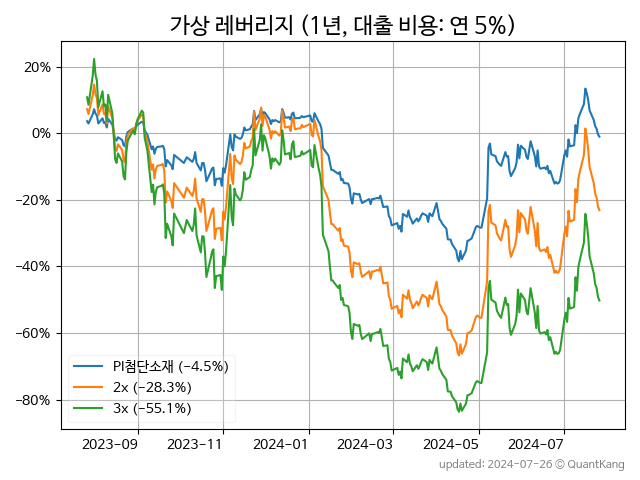 가상 레버리지 (1년, 대출 비용: 연 5%)
20%
0%
−20%
−40%
−60%
−80%
PI첨단소재 (−4.5%)
2x (−28.3%)
3x (−55.1%)
2023-09 2023-11 2024-01 2024-03 2024-05 2024-07
updated: 2024-07-26 © QuantKang